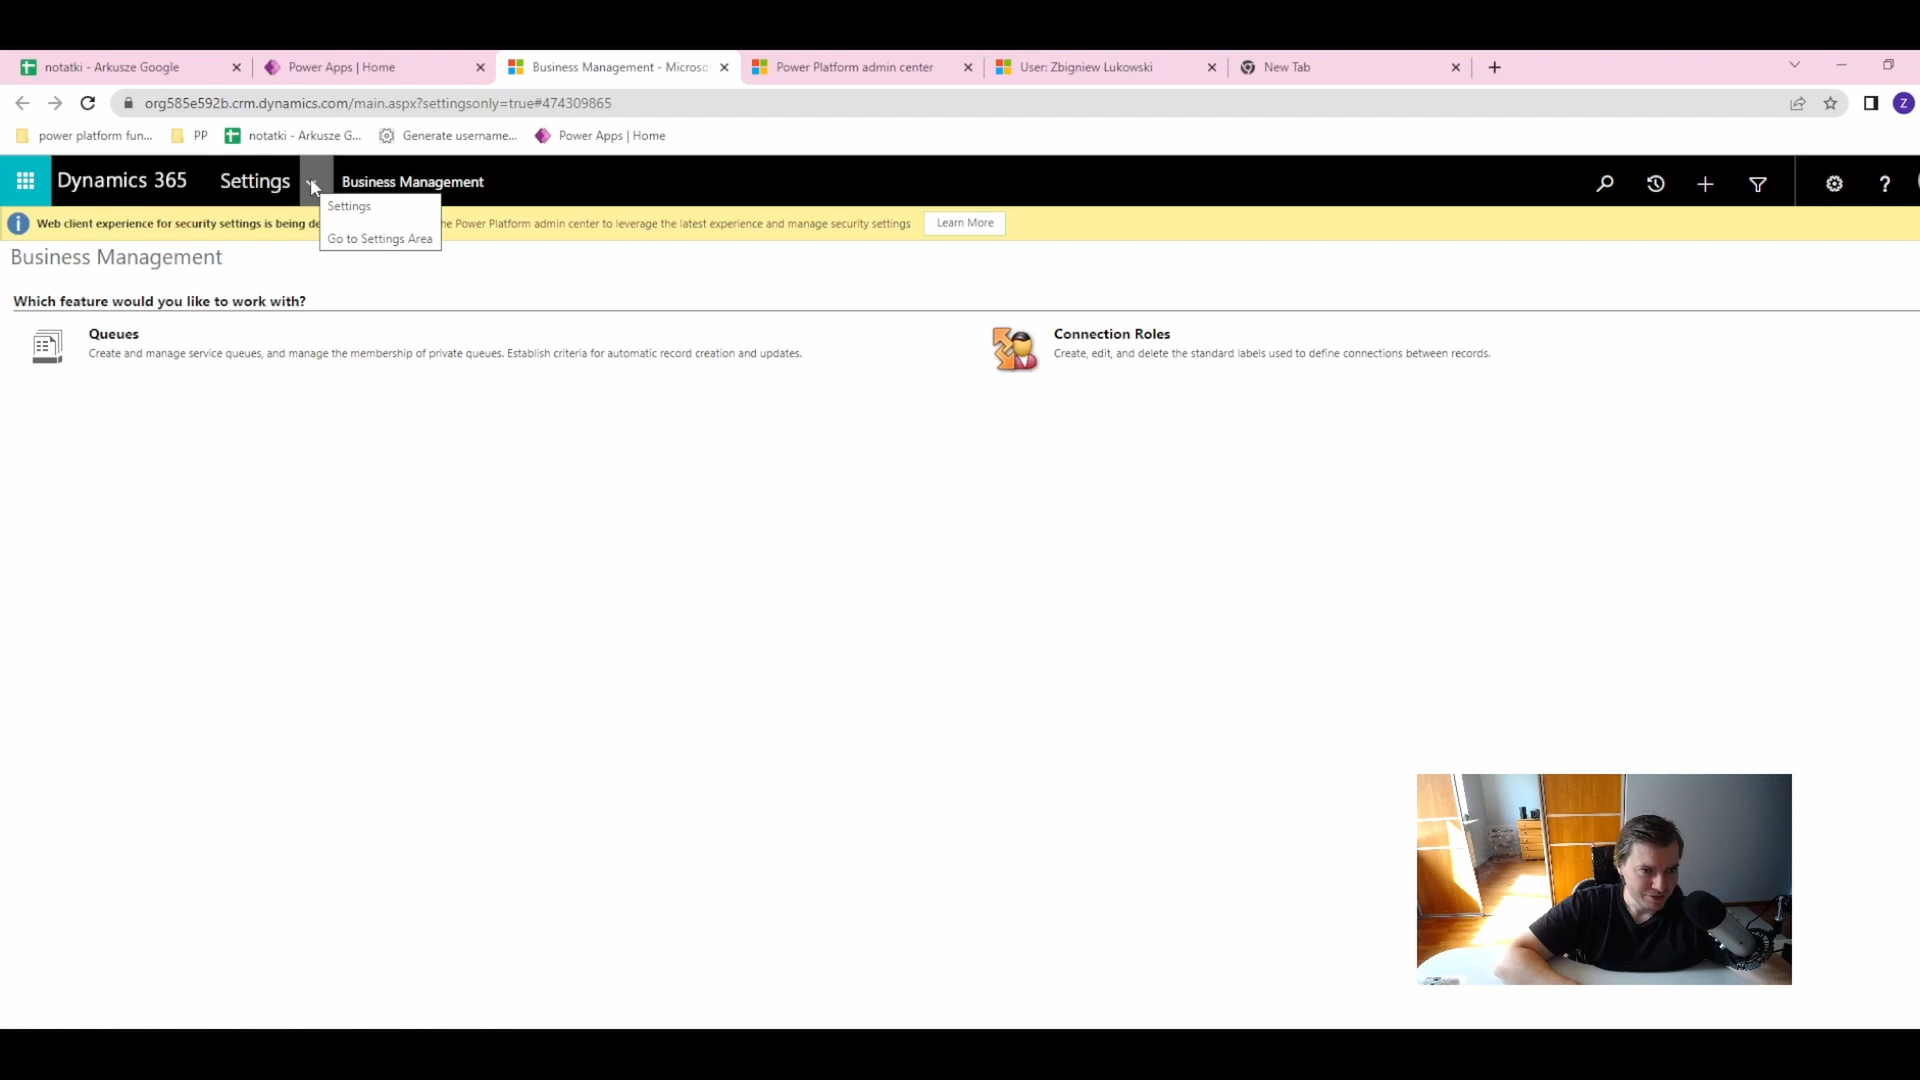 notatki - Arkusze Google
Power Apps | Home
Business Management - Microso
Power Platform admin center
User: Zbigniew Lukowski
New Tab
org585e592b.crm.dynamics.com/main.aspx?settingsonly=true#474309865
Z
power platform fun...
PP
notatki - Arkusze G...
Generate username...
Power Apps | Home
Dynamics 365
Settings
Business Management
Settings
Go to Settings Area
Web client experience for security settings is being de
he Power Platform admin center to leverage the latest experience and manage security settings
Learn More
Business Management
Which feature would you like to work with?
Queues
Create and manage service queues, and manage the membership of private queues. Establish criteria for automatic record creation and updates.
Connection Roles
Create, edit, and delete the standard labels used to define connections between records.